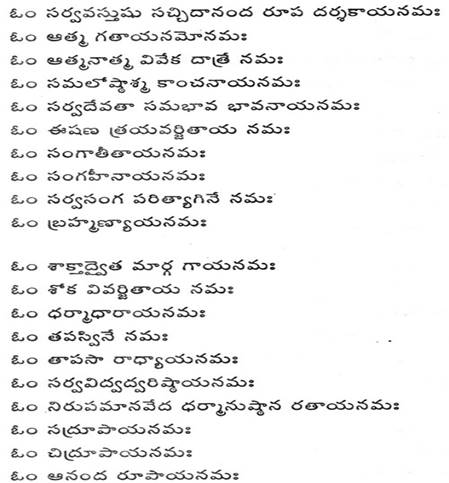 ఓం సర్వవస్తుషు సచ్చిదానంద రూప దర్శకాయనమః
ఓం ఆత్మ గతాయనమోనమః
ఓం ఆత్మనాత్మ వివేక దాత్రే నమః
ఓం సమలోష్టాశ్మ కాంచనాయనమః
ఓం సర్వదేవతా సమభావ భావనాయనమః
ఓం ఈషణ త్రయవర్జితాయ నమః
ఓం సంగాతీతాయనమః
ఓం సంగహీనాయనమః
ఓం సర్వసంగ పరిత్యాగినే నమః
ఓం బ్రహ్మణ్యాయనమః
ఓం శాక్తాద్వైత మార్గ గాయనమః
ఓం శోక వివర్జితాయ నమః
ఓం ధర్మాధారాయనమః
ఓం తపస్వినే నమః
ఓం తాపసా రాధ్యాయనమః
ఓం సర్వవిద్వద్వరిష్ఠాయనమః
ఓం నిరుపమానవేద ధర్మానుష్ఠాన రతాయనమః
ఓం సద్రూపాయనమః
ఓం చిద్రూపాయనమః
ఓం ఆనంద రూపాయనమః